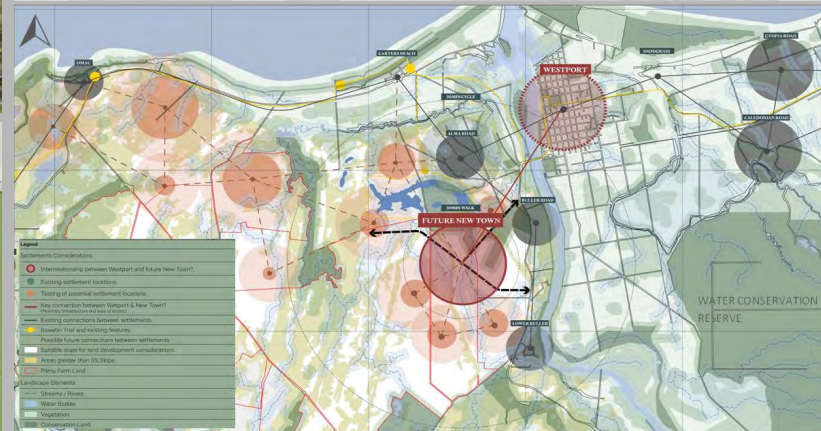 OMAU
CARTERS BEACH
WESTPORT
SNODGRASS
UTOPIA ROAD
30MIN CYCLE
ALMA ROAD
CALEDONIAN ROAD
30MIN WALK
BULLER ROAD
FUTURE NEW TOWN
LOWER BULLER
WATER CONSERVATION
RESERVE
Legend
Settlements Considerations
Interrelationship between Westport and future New Town?
Existing settlement locations
Testing of potential settlement locations
Key connection between Westport & New Town?
Existing connections between settlements
Kawatiri Trail and existing features
Possible future connections between settlements
Suitable slope for land development considerations
Areas greater than 5% Slope
Pāmu Farm Land
Landscape Elements
Streams / Rivers
Water Bodies
Vegetation
Conservation Land